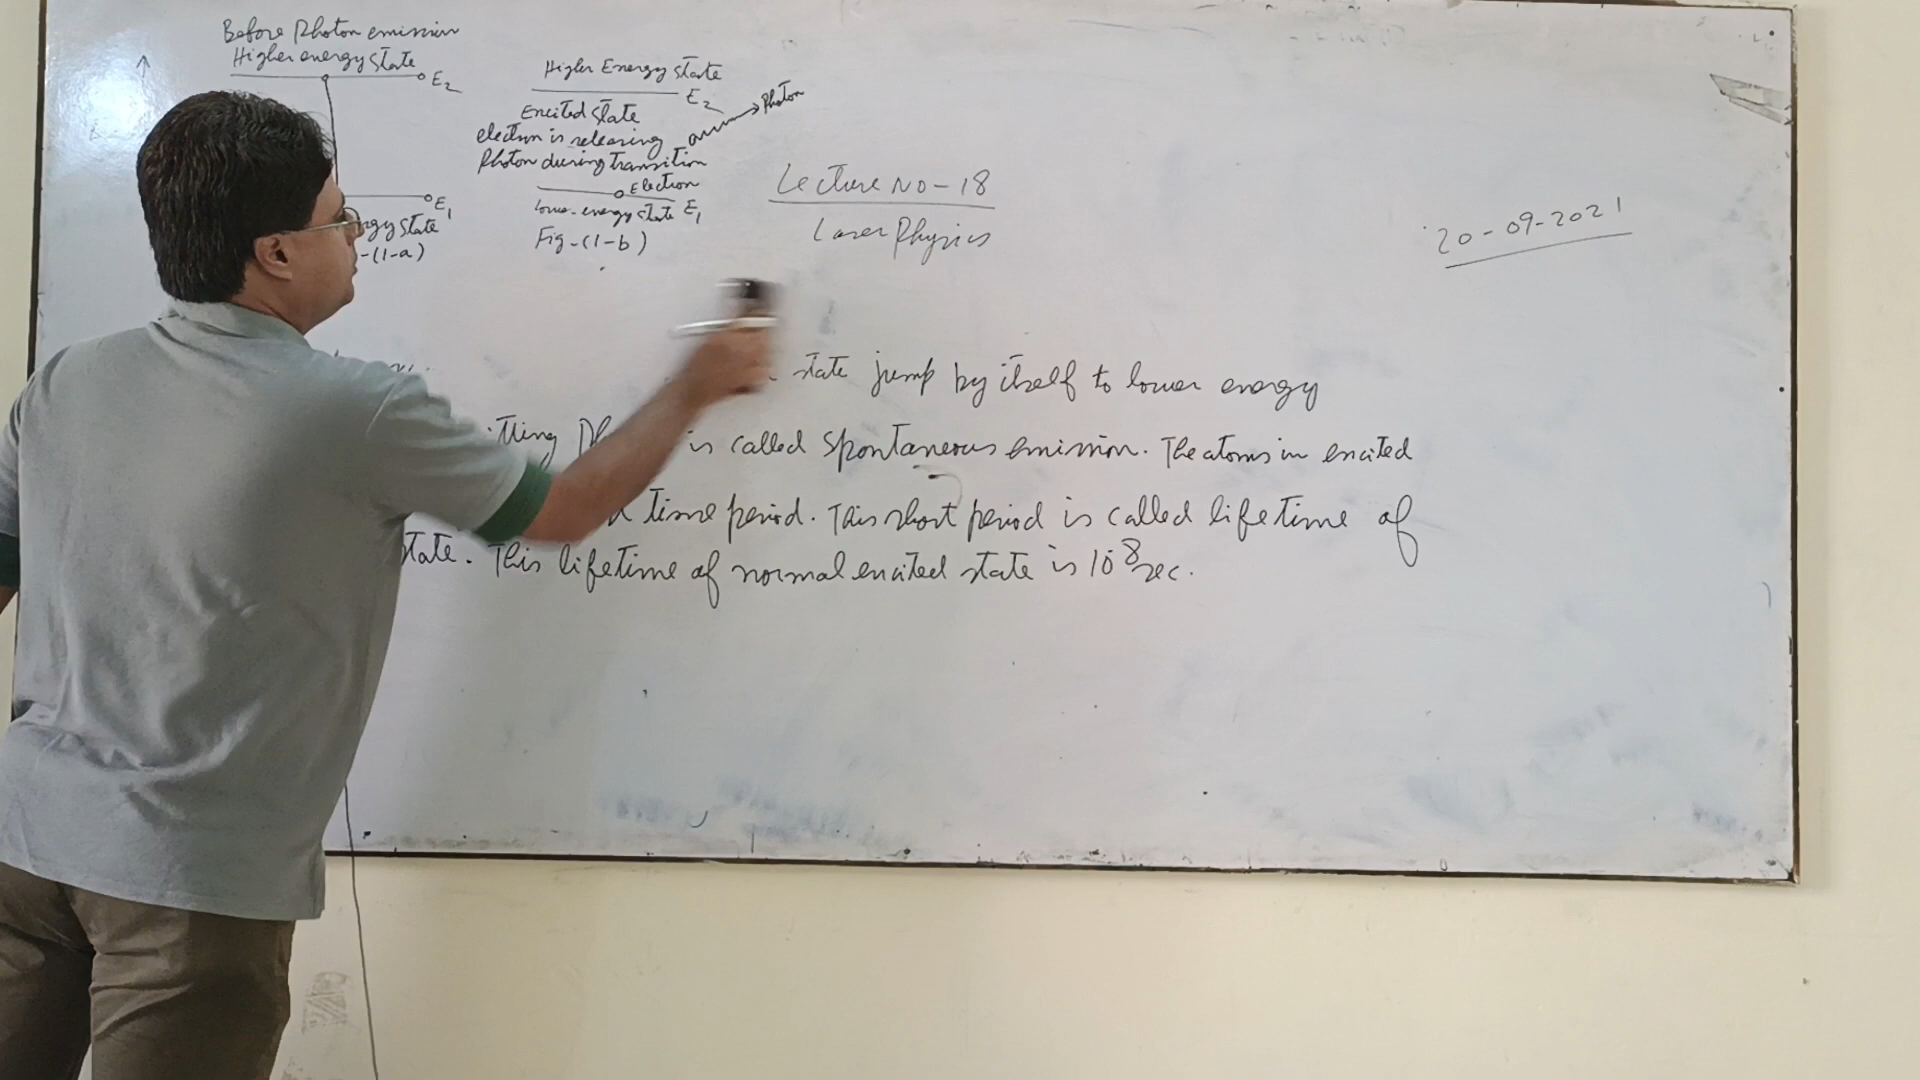 Before Photon emission
Higher energy state
E2
E1
rgy state
-(1-a)
Higher Energy state
E2
Photon
Excited state
electron is releasing
Photon during transition
Electron
Lower-energy state E1
Fig-(1-b)
Lecture No-18
Laser Physics
20-09-2021
state jump by itself to lower energy
itting Ph is called spontaneous emission. The atoms in excited
time period. This short period is called lifetime of
state. This lifetime of normal excited state is 10⁻⁸ sec.